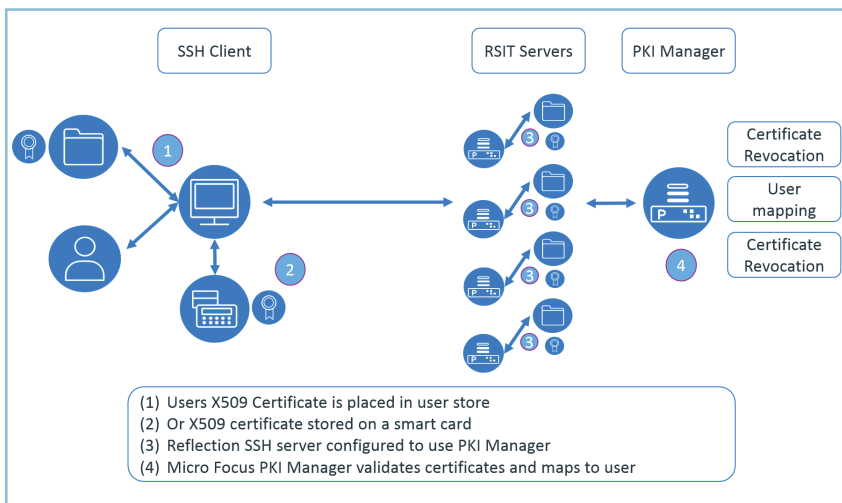 SSH Client
RSIT Servers
PKI Manager
1
2
3
3
3
3
P
P
P
P
P
4
Certificate
Revocation
User
mapping
Certificate
Revocation
(1) Users X509 Certificate is placed in user store
(2) Or X509 certificate stored on a smart card
(3) Reflection SSH server configured to use PKI Manager
(4) Micro Focus PKI Manager validates certificates and maps to user